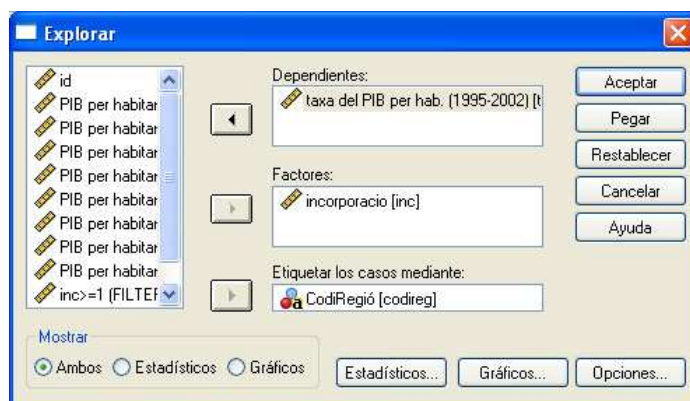 Explorar
id
PIB per habitar
PIB per habitar
PIB per habitar
PIB per habitar
PIB per habitar
PIB per habitar
PIB per habitar
PIB per habitar
inc>=1 (FILTEF
Dependientes:
taxa del PIB per hab. (1995-2002) [t
Factores:
incorporacio [inc]
Etiquetar los casos mediante:
CodiRegió [codireg]
Aceptar
Pegar
Restablecer
Cancelar
Ayuda
Mostrar
Ambos
Estadísticos
Gráficos
Estadísticos...
Gráficos...
Opciones...